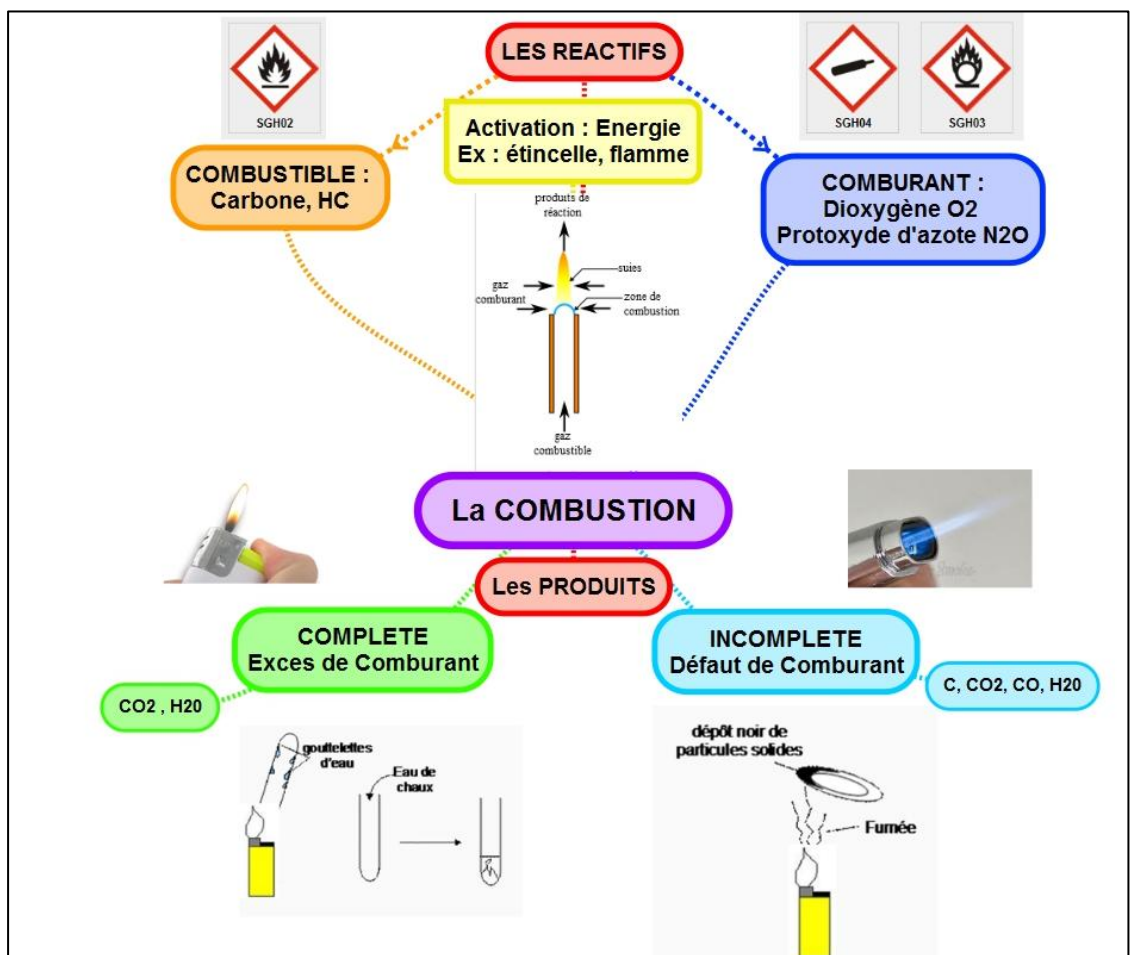 LES REACTIFS
SGH02
SGH04
SGH03
Activation : Energie
Ex : étincelle, flamme
COMBUSTIBLE :
Carbone, HC
COMBURANT :
Dioxygène O2
Protoxyde d'azote N2O
produits de
réaction
suies
gaz
comburant
zone de
combustion
gaz
combustible
La COMBUSTION
Les PRODUITS
COMPLETE
Exces de Comburant
INCOMPLETE
Défaut de Comburant
CO2 , H20
C, CO2, CO, H20
gouttelettes
d'eau
Eau de
chaux
dépôt noir de
particules solides
Fumée